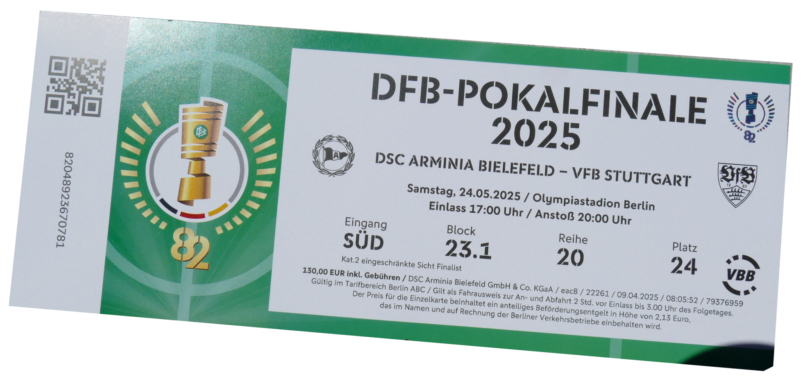 82048923670781
DFB
82
DFB-POKALFINALE
2025
82
DSC ARMINIA BIELEFELD – VFB STUTTGART
A
VfB
Samstag, 24.05.2025 / Olympiastadion Berlin
Einlass 17:00 Uhr / Anstoß 20:00 Uhr
Eingang Block Reihe Platz
SÜD 23.1 20 24
VBB
Kat.2 eingeschränkte Sicht Finalist
130,00 EUR inkl. Gebühren / DSC Arminia Bielefeld GmbH & Co. KGaA / eac8 / 22261 / 09.04.2025 / 08:05:52 / 79376959
Gültig im Tarifbereich Berlin ABC / Gilt als Fahrausweis zur An- und Abfahrt 2 Std. vor Einlass bis 3.00 Uhr des Folgetages.
Der Preis für die Einzelkarte beinhaltet ein anteiliges Beförderungsentgelt in Höhe von 2,13 Euro,
das im Namen und auf Rechnung der Berliner Verkehrsbetriebe einbehalten wird.